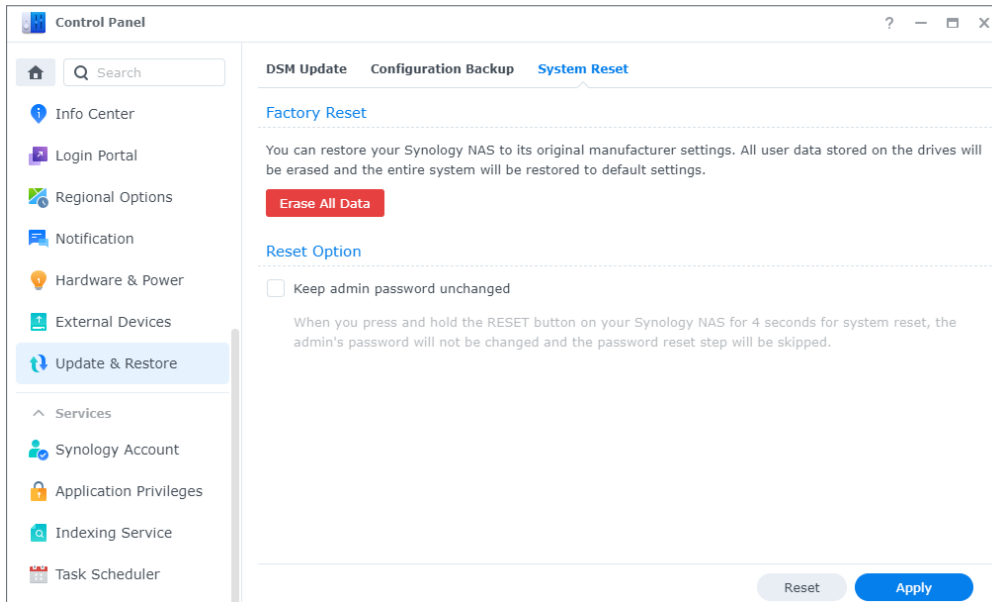 Control Panel
Search
Info Center
Login Portal
Regional Options
Notification
Hardware & Power
External Devices
Update & Restore
Services
Synology Account
Application Privileges
Indexing Service
Task Scheduler
DSM Update Configuration Backup System Reset
Factory Reset
You can restore your Synology NAS to its original manufacturer settings. All user data stored on the drives will
be erased and the entire system will be restored to default settings.
Erase All Data
Reset Option
Keep admin password unchanged
When you press and hold the RESET button on your Synology NAS for 4 seconds for system reset, the
admin's password will not be changed and the password reset step will be skipped.
Reset Apply